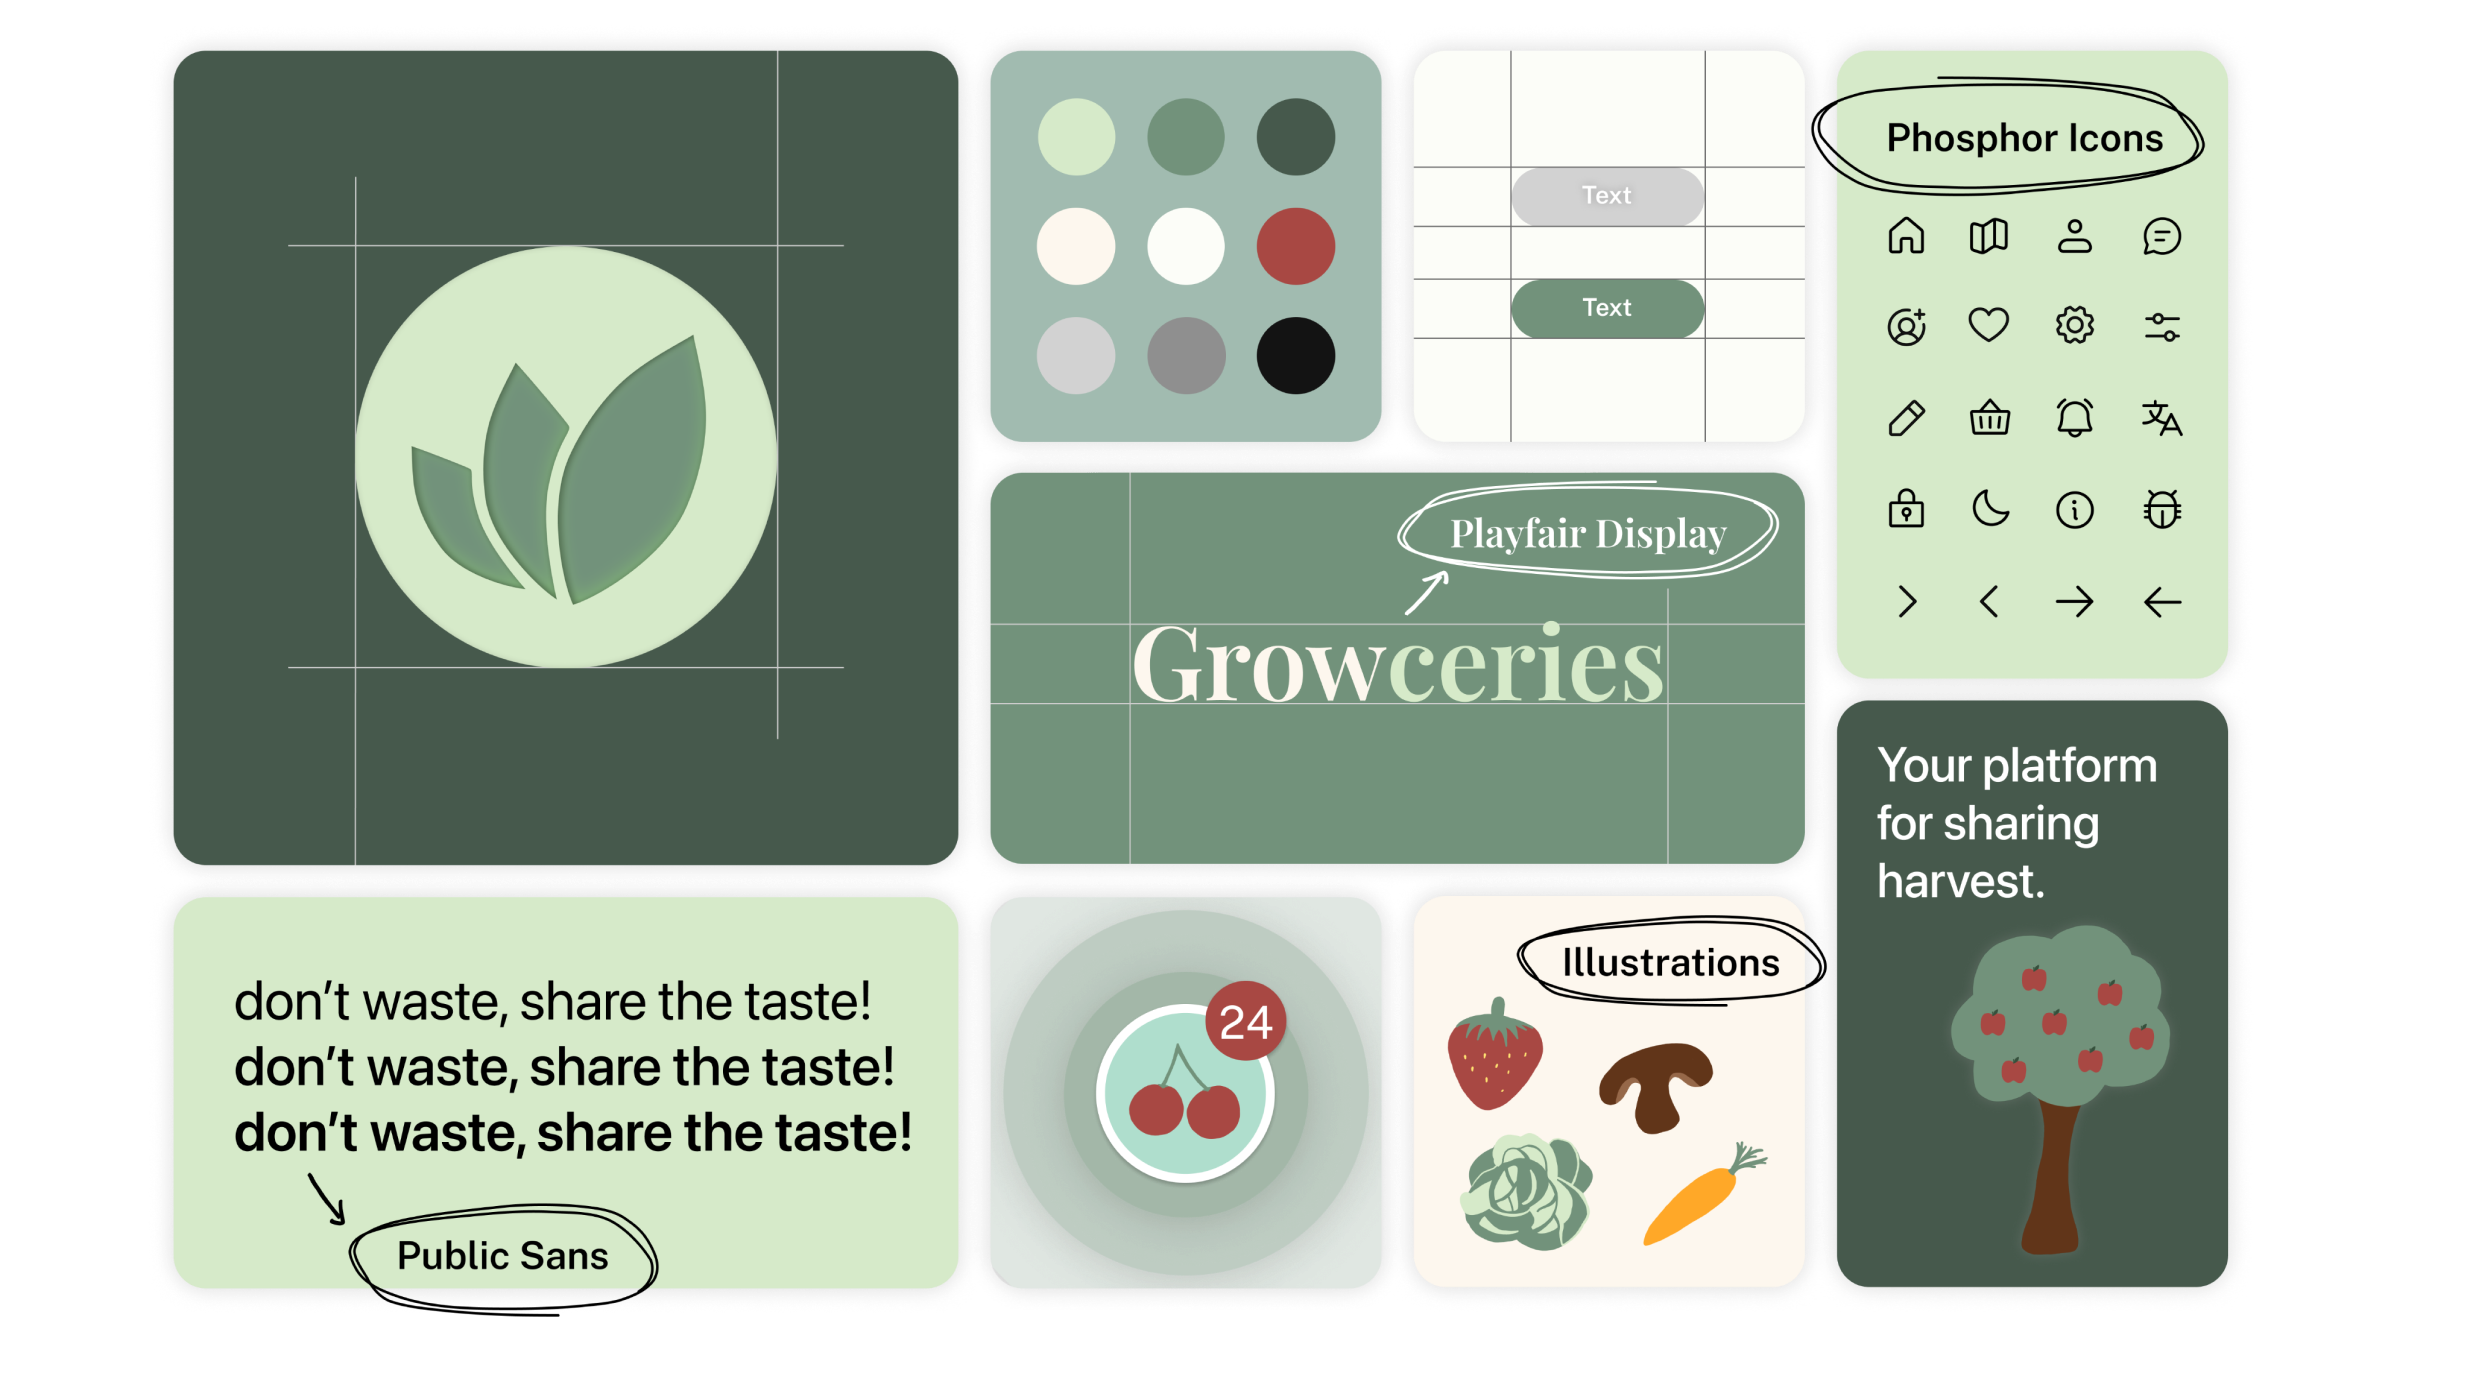 Text
Text
Phosphor Icons
Playfair Display
Growceries
Your platform
for sharing
harvest.
don’t waste, share the taste!
don’t waste, share the taste!
don’t waste, share the taste!
Public Sans
24
Illustrations